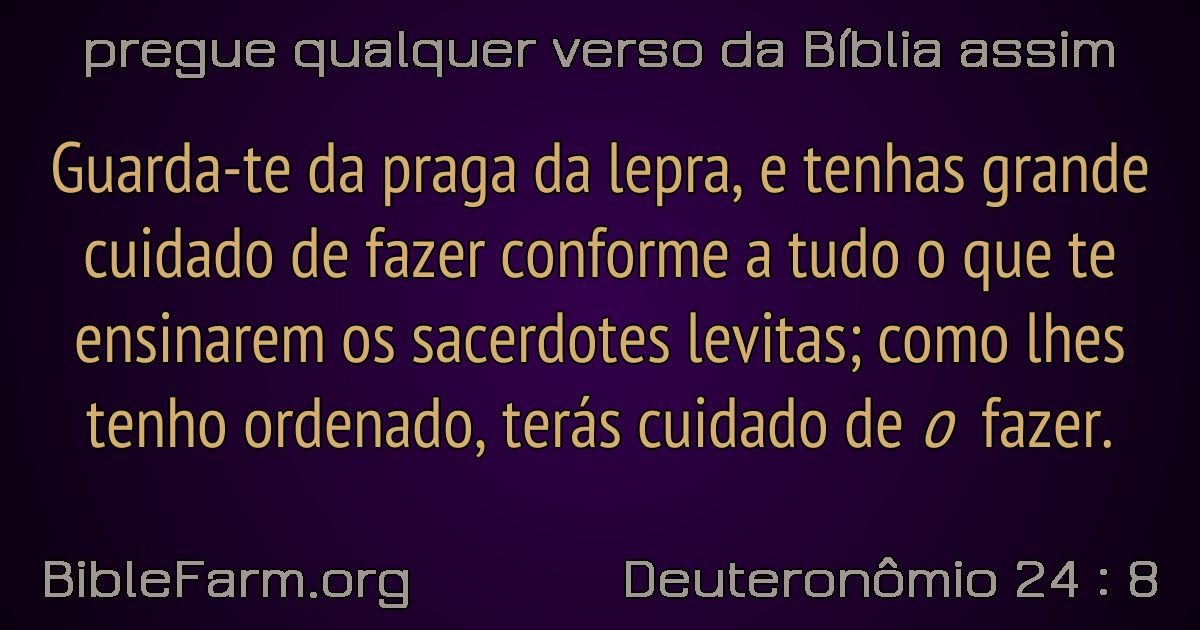 pregue qualquer verso da Bíblia assim
Guarda-te da praga da lepra, e tenhas grande
cuidado de fazer conforme a tudo o que te
ensinarem os sacerdotes levitas; como lhes
tenho ordenado, terás cuidado de o fazer.
BibleFarm.org
Deuteronômio 24 : 8